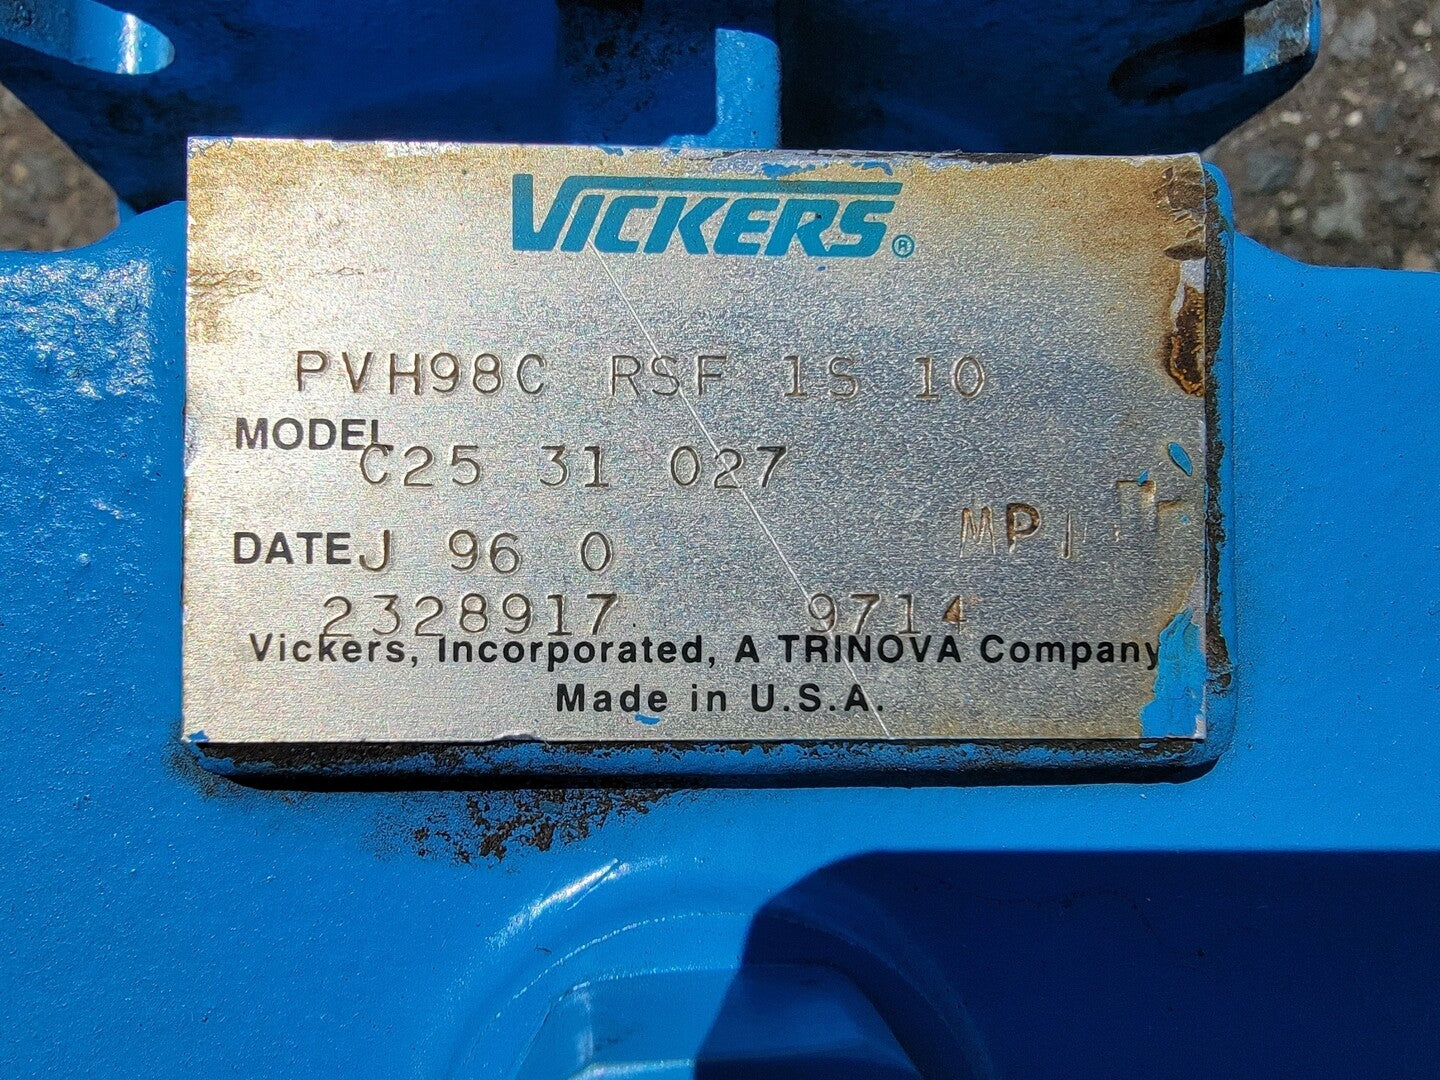 VICKERS®
PVH98C RSF 1S 10
MODEL C25 31 027
DATE J 96 0
MPI
2328917 9714
Vickers, Incorporated, A TRINOVA Company
Made in U.S.A.